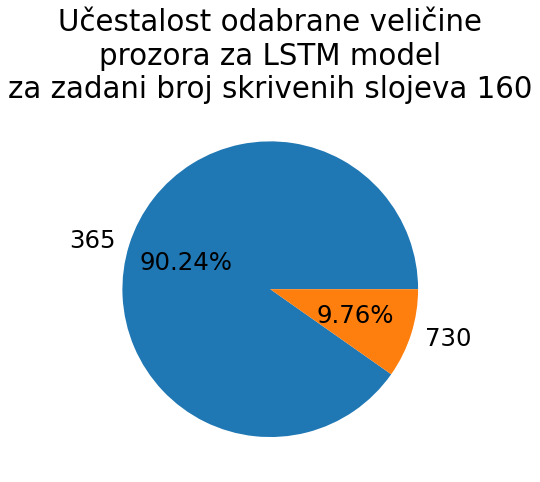 Učestalost odabrane veličine
prozora za LSTM model
za zadani broj skrivenih slojeva 160
365
90.24%
9.76%
730